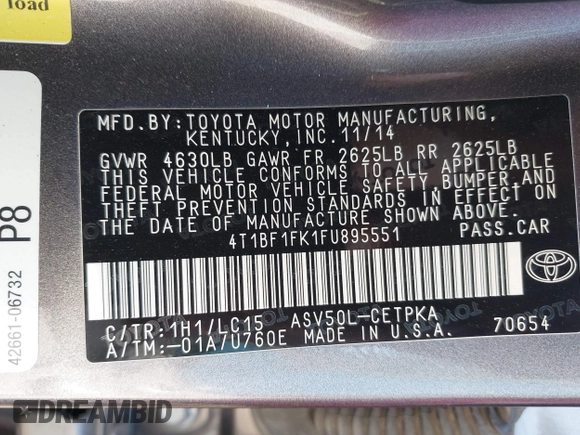 load
P8
42661-06732
MFD.BY:TOYOTA MOTOR MANUFACTURING,
KENTUCKY,INC.11/14
GVWR 4630LB GAWR FR 2625LB RR 2625LB
THIS VEHICLE CONFORMS TO ALL APPLICABLE
FEDERAL MOTOR VEHICLE SAFETY,BUMPER,AND
THEFT PREVENTION STANDARDS IN EFFECT ON
THE DATE OF MANUFACTURE SHOWN ABOVE.
4T1BF1FK1FU895551 PASS.CAR
TOYOTA
C/TR:1H1/LC15 ASV50L-CETPKA
A/TM:-01A/U760E MADE IN U.S.A. 70654
DREAMBID
DREAMBID.COM